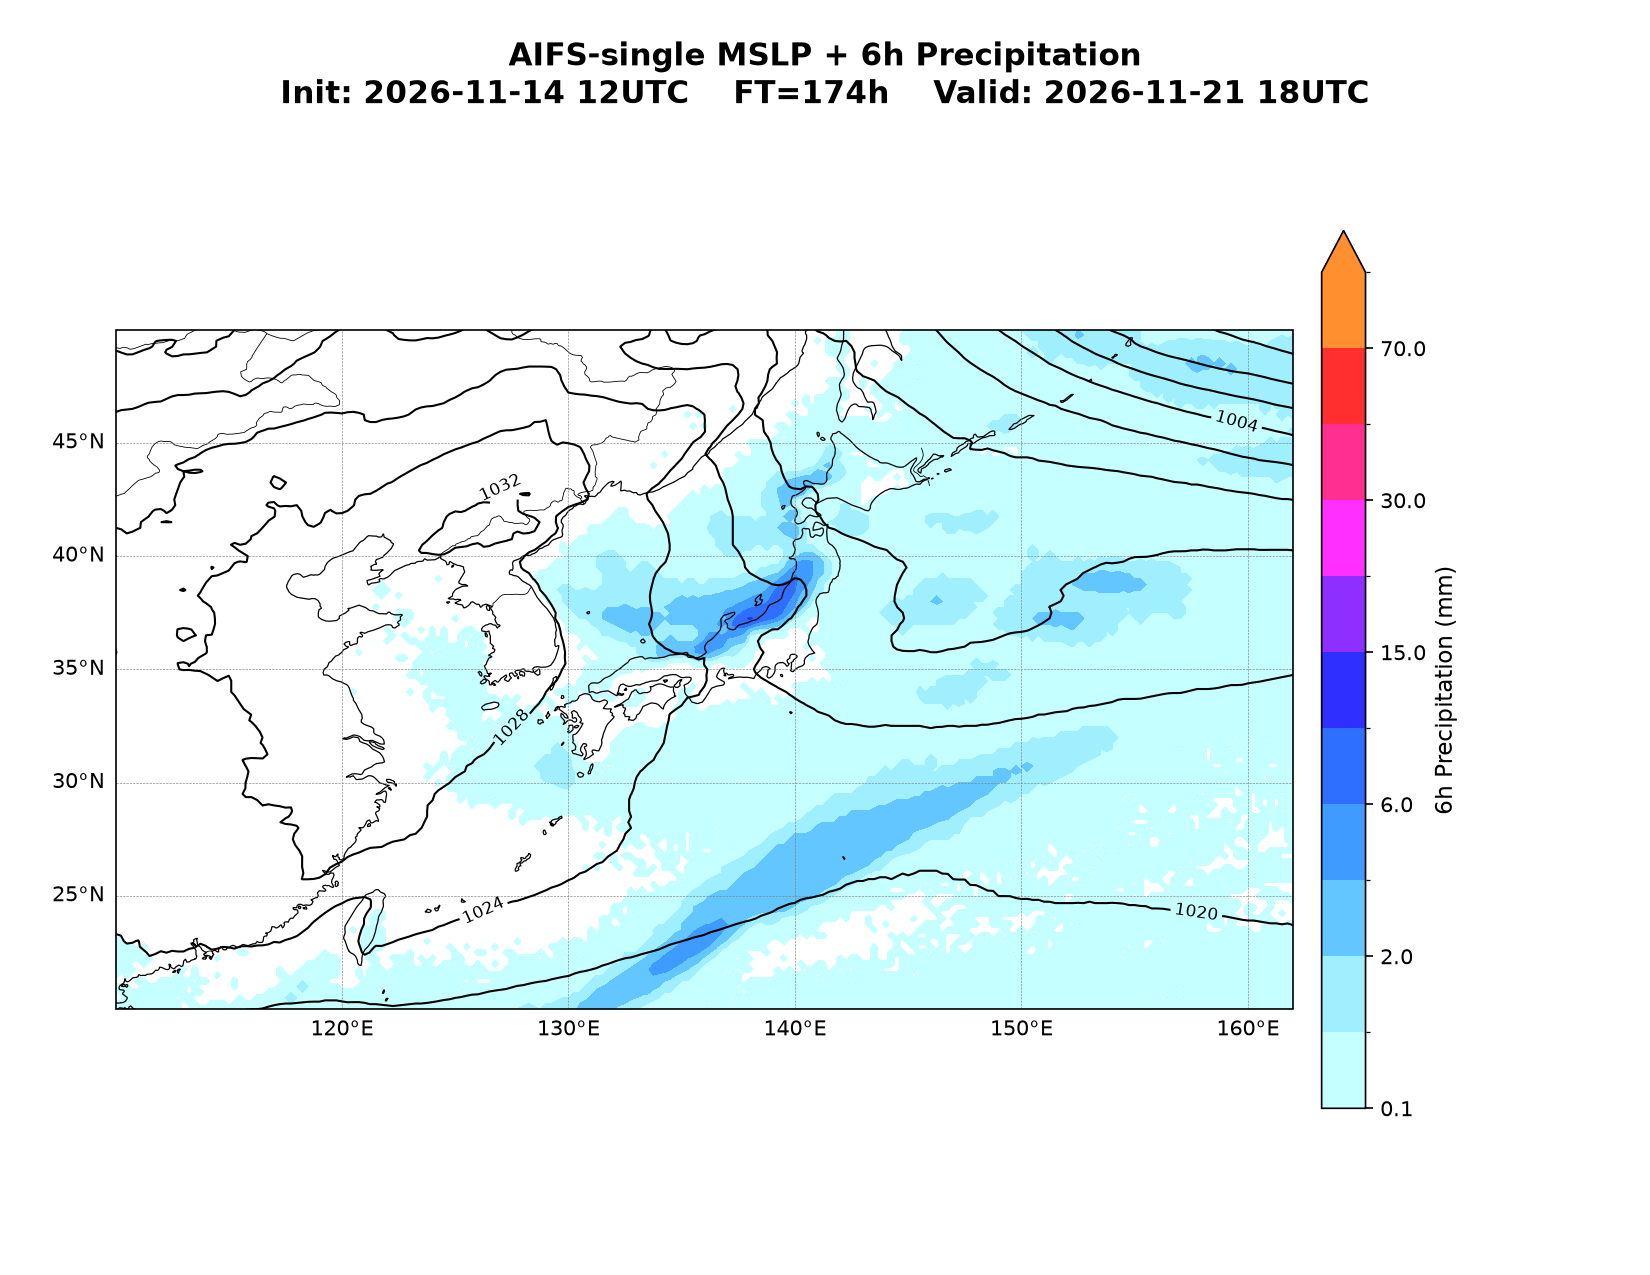 AIFS-single MSLP + 6h Precipitation
Init: 2026-11-14 12UTC    FT=174h    Valid: 2026-11-21 18UTC
1004
45°N
1032
40°N
35°N
1028
30°N
25°N
1024
1020
120°E
130°E
140°E
150°E
160°E
70.0
30.0
15.0
6.0
2.0
0.1
6h Precipitation (mm)